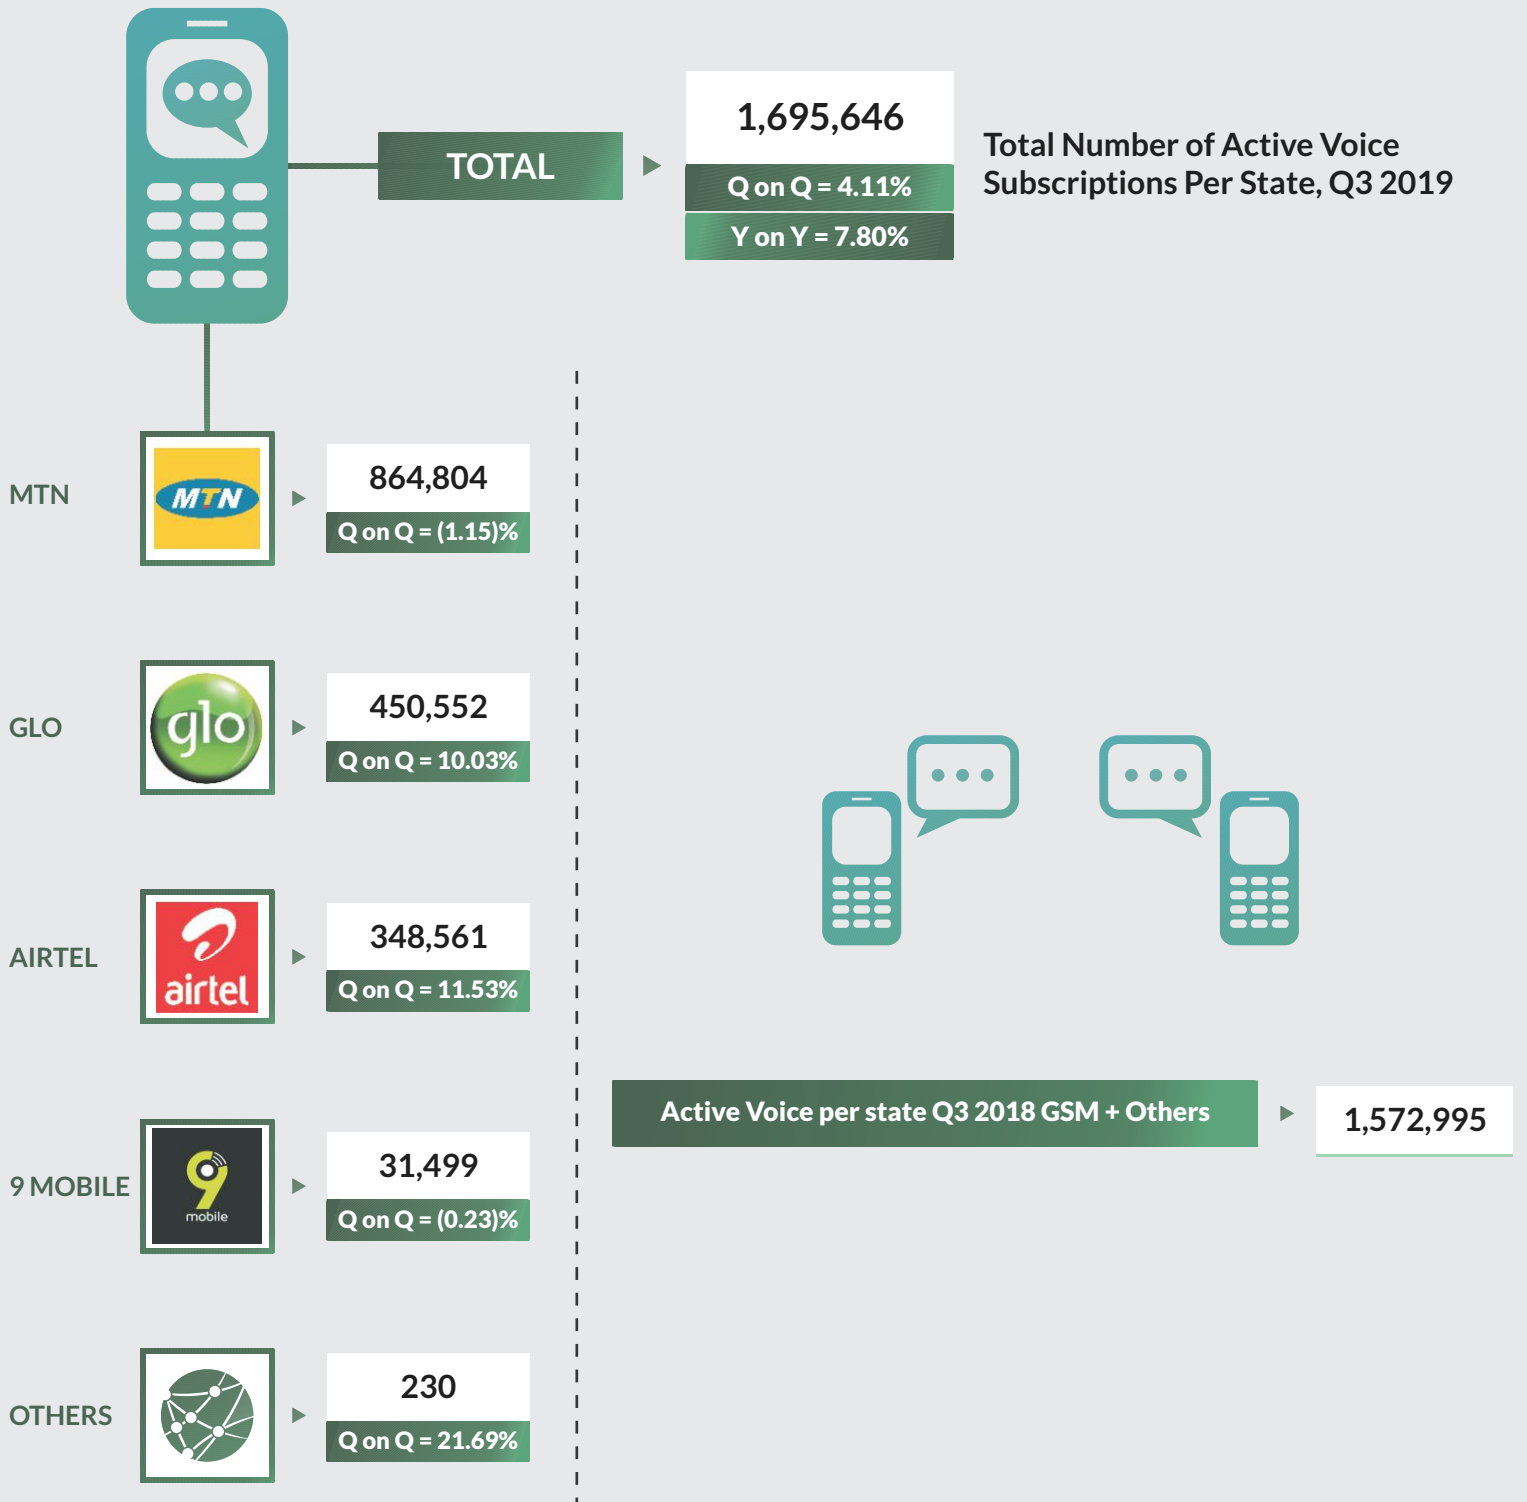 TOTAL
1,695,646
Q on Q = 4.11%
Y on Y = 7.80%
Total Number of Active Voice
Subscriptions Per State, Q3 2019
MTN
MTN
864,804
Q on Q = (1.15)%
GLO
glo
450,552
Q on Q = 10.03%
AIRTEL
airtel
348,561
Q on Q = 11.53%
Active Voice per state Q3 2018 GSM + Others
1,572,995
9 MOBILE
9
mobile
31,499
Q on Q = (0.23)%
OTHERS
230
Q on Q = 21.69%